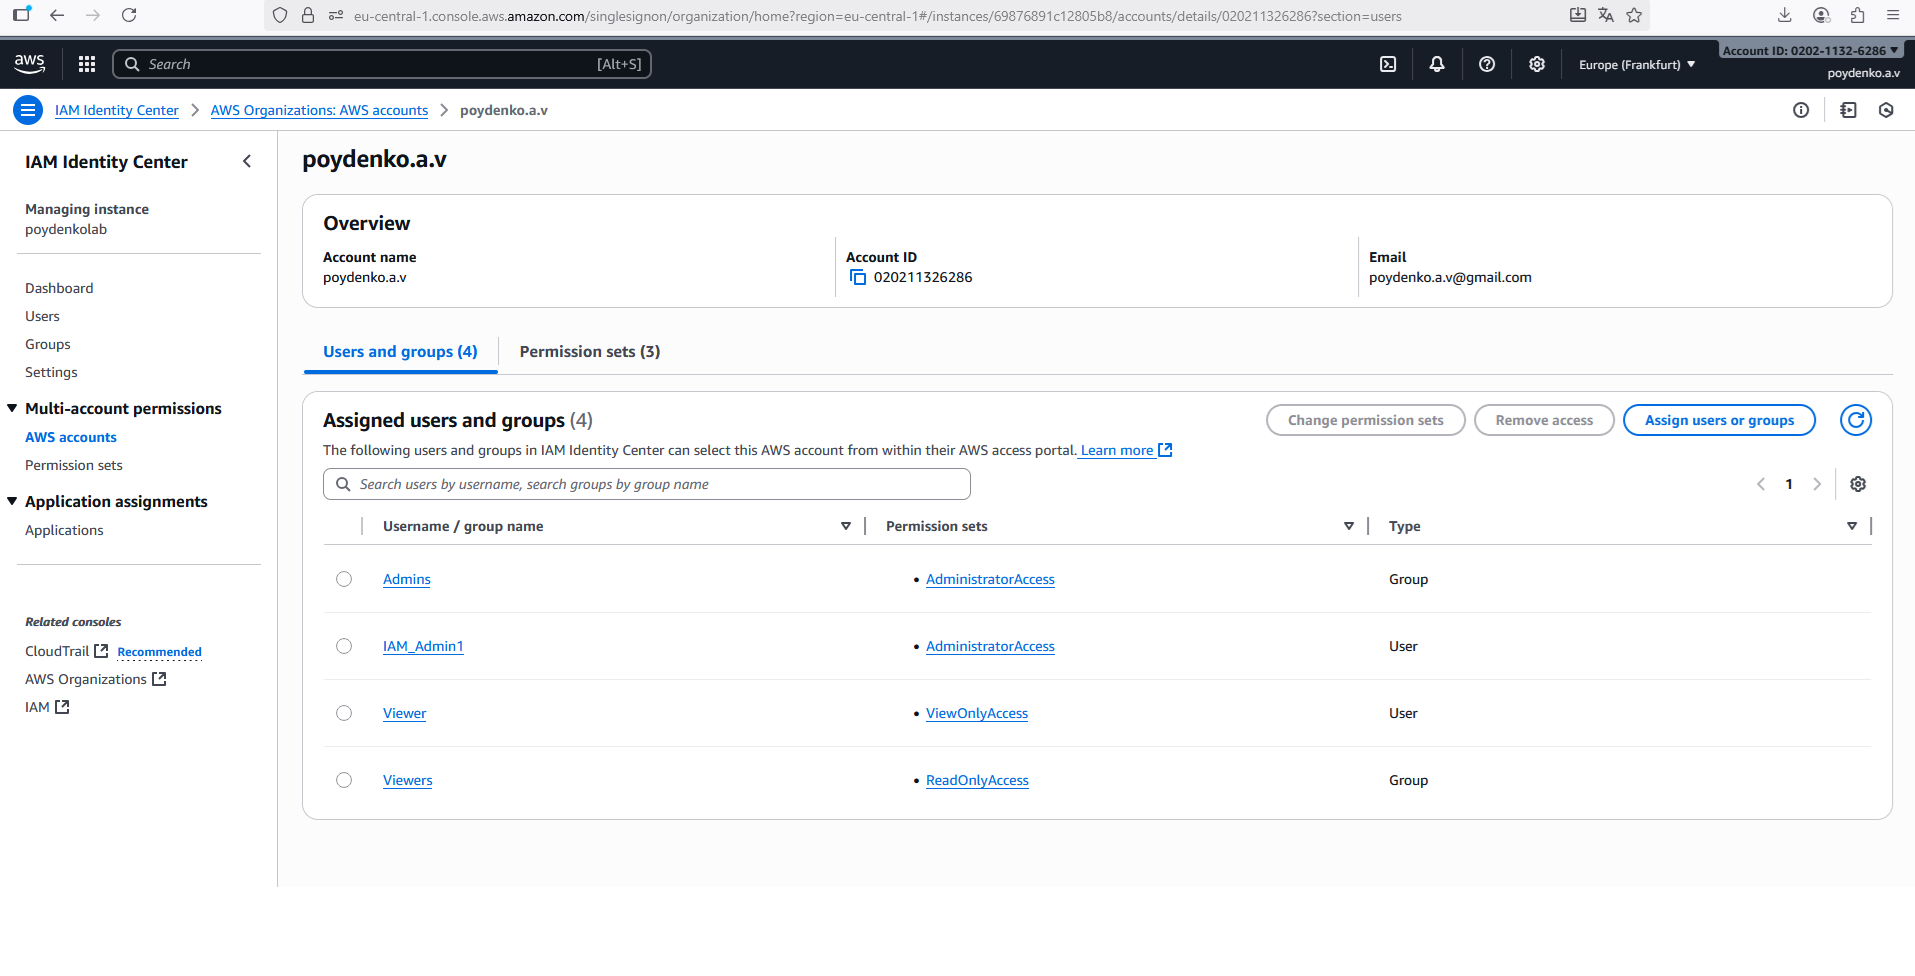 eu-central-1.console.aws.amazon.com/singlesignon/organization/home?region=eu-central-1#/instances/69876891c12805b8/accounts/details/020211326286?section=users
aws
Search
[Alt+S]
Europe (Frankfurt)
Account ID: 0202-1132-6286
poydenko.a.v
IAM Identity Center
AWS Organizations: AWS accounts
poydenko.a.v
IAM Identity Center
Managing instance
poydenkolab
Dashboard
Users
Groups
Settings
Multi-account permissions
AWS accounts
Permission sets
Application assignments
Applications
Related consoles
CloudTrail Recommended
AWS Organizations
IAM
poydenko.a.v
Overview
Account name
poydenko.a.v
Account ID
020211326286
Email
poydenko.a.v@gmail.com
Users and groups (4)
Permission sets (3)
Assigned users and groups (4)
Change permission sets
Remove access
Assign users or groups
The following users and groups in IAM Identity Center can select this AWS account from within their AWS access portal. Learn more
Search users by username, search groups by group name
1
Username / group name Permission sets Type
Admins • AdministratorAccess Group
IAM_Admin1 • AdministratorAccess User
Viewer • ViewOnlyAccess User
Viewers • ReadOnlyAccess Group